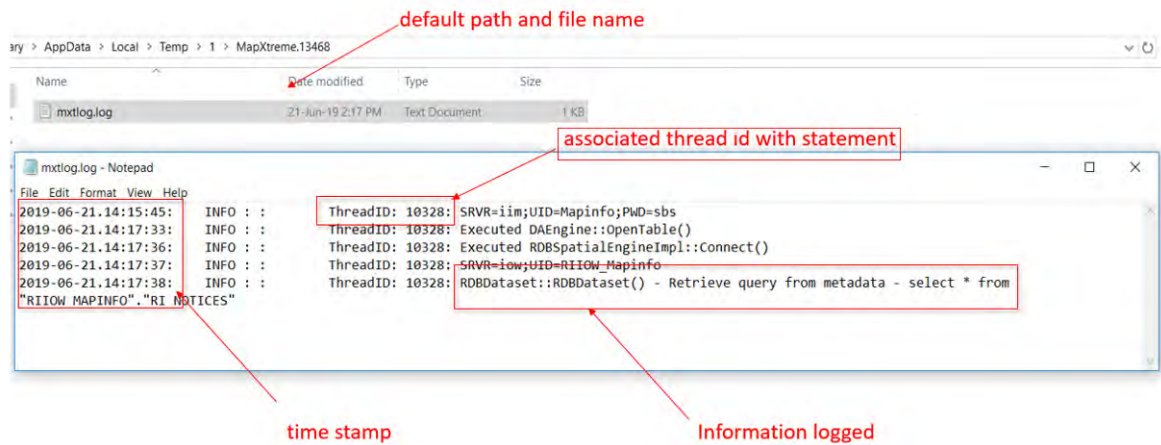 default path and file name
ary > AppData > Local > Temp > 1 > MapXtreme.13468
Name Date modified Type Size
mxtlog.log 21-Jun-19 2:17 PM Text Document 1 KB
associated thread id with statement
mxtlog.log - Notepad
File Edit Format View Help
2019-06-21.14:15:45: INFO : : ThreadID: 10328: SRVR=iim;UID=Mapinfo;PWD=sbs
2019-06-21.14:17:33: INFO : : ThreadID: 10328: Executed DAEngine::OpenTable()
2019-06-21.14:17:36: INFO : : ThreadID: 10328: Executed RDBSpatialEngineImpl::Connect()
2019-06-21.14:17:37: INFO : : ThreadID: 10328: SRVR=iow;UID=RIIOW_Mapinfo
2019-06-21.14:17:38: INFO : : ThreadID: 10328: RDBDataset::RDBDataset() - Retrieve query from metadata - select * from
"RIIOW MAPINFO"."RI NOTICES"
time stamp
Information logged